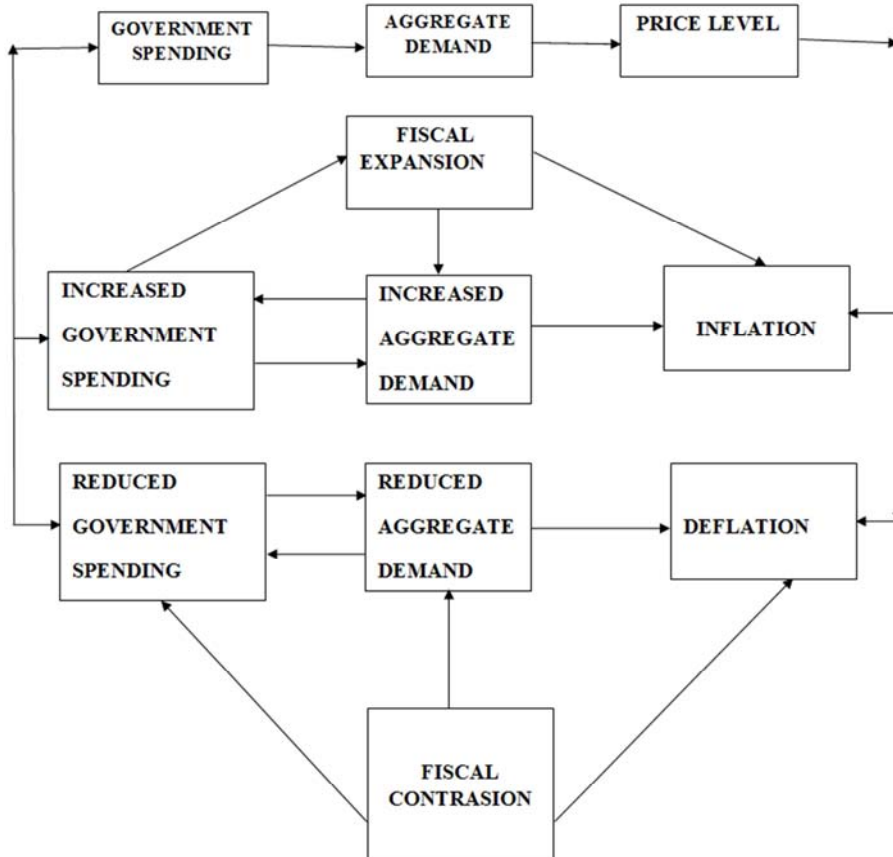 GOVERNMENT
SPENDING
AGGREGATE
DEMAND
PRICE LEVEL
FISCAL
EXPANSION
INCREASED
GOVERNMENT
SPENDING
INCREASED
AGGREGATE
DEMAND
INFLATION
REDUCED
GOVERNMENT
SPENDING
REDUCED
AGGREGATE
DEMAND
DEFLATION
FISCAL
CONTRASION